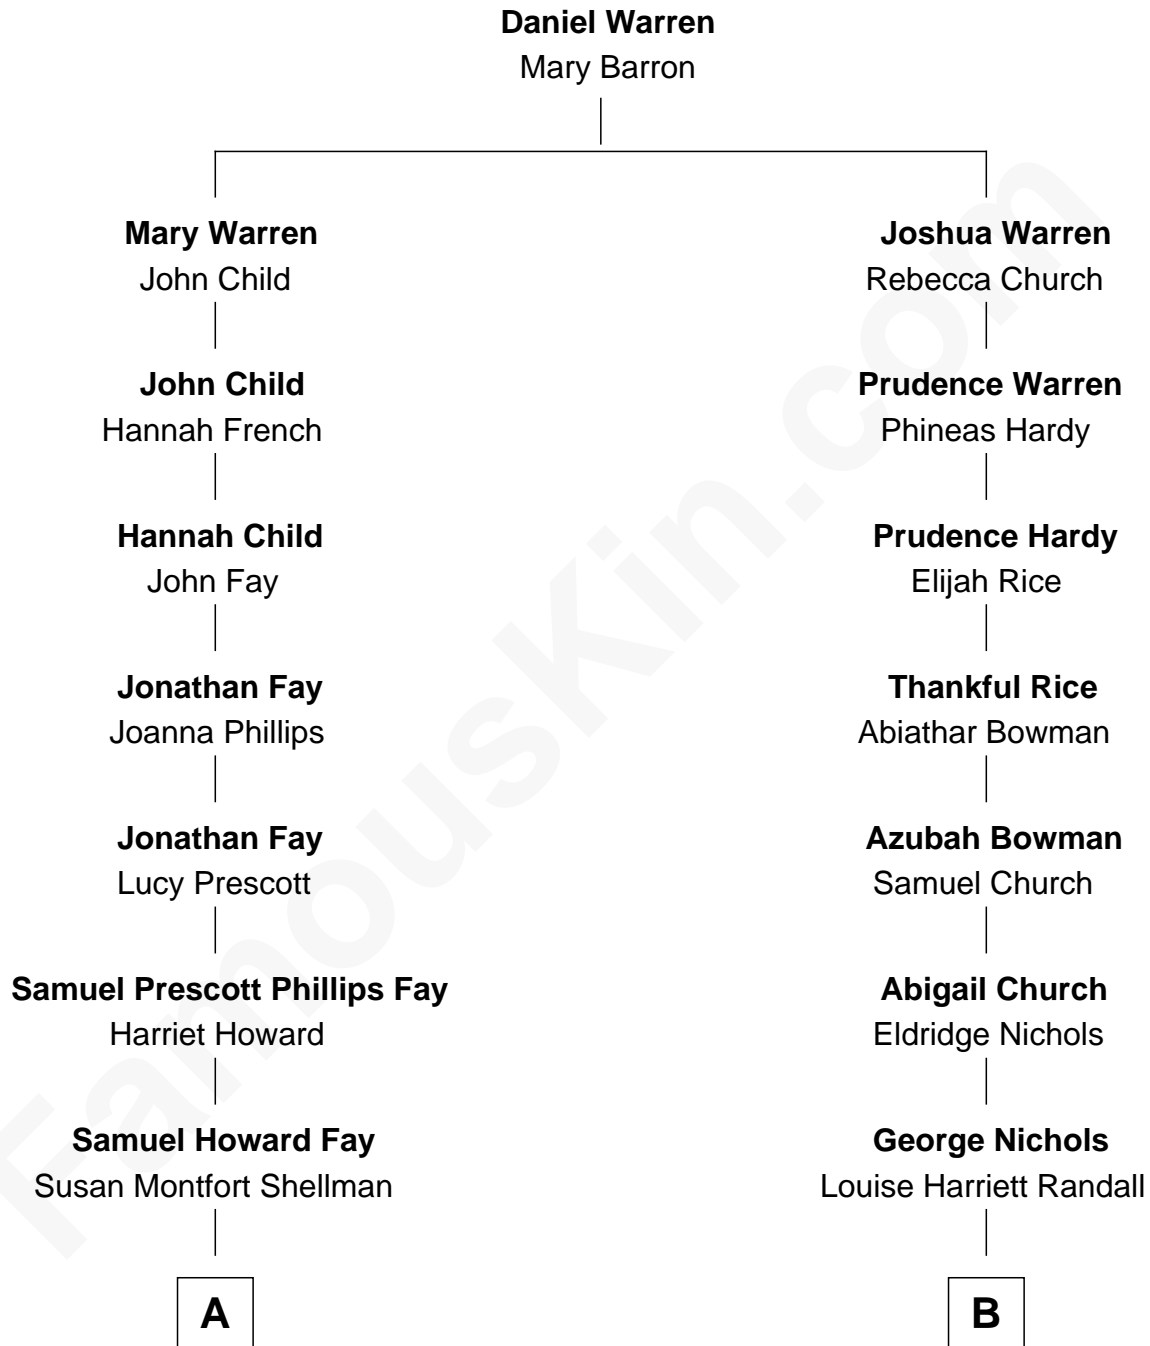 Daniel Warren
Mary Barron
Mary Warren
John Child
Joshua Warren
Rebecca Church
John Child
Hannah French
Prudence Warren
Phineas Hardy
Hannah Child
John Fay
Prudence Hardy
Elijah Rice
Jonathan Fay
Joanna Phillips
Thankful Rice
Abiathar Bowman
Jonathan Fay
Lucy Prescott
Azubah Bowman
Samuel Church
Samuel Prescott Phillips Fay
Harriet Howard
Abigail Church
Eldridge Nichols
Samuel Howard Fay
Susan Montfort Shellman
George Nichols
Louise Harriett Randall
A
B
FamousKin.com